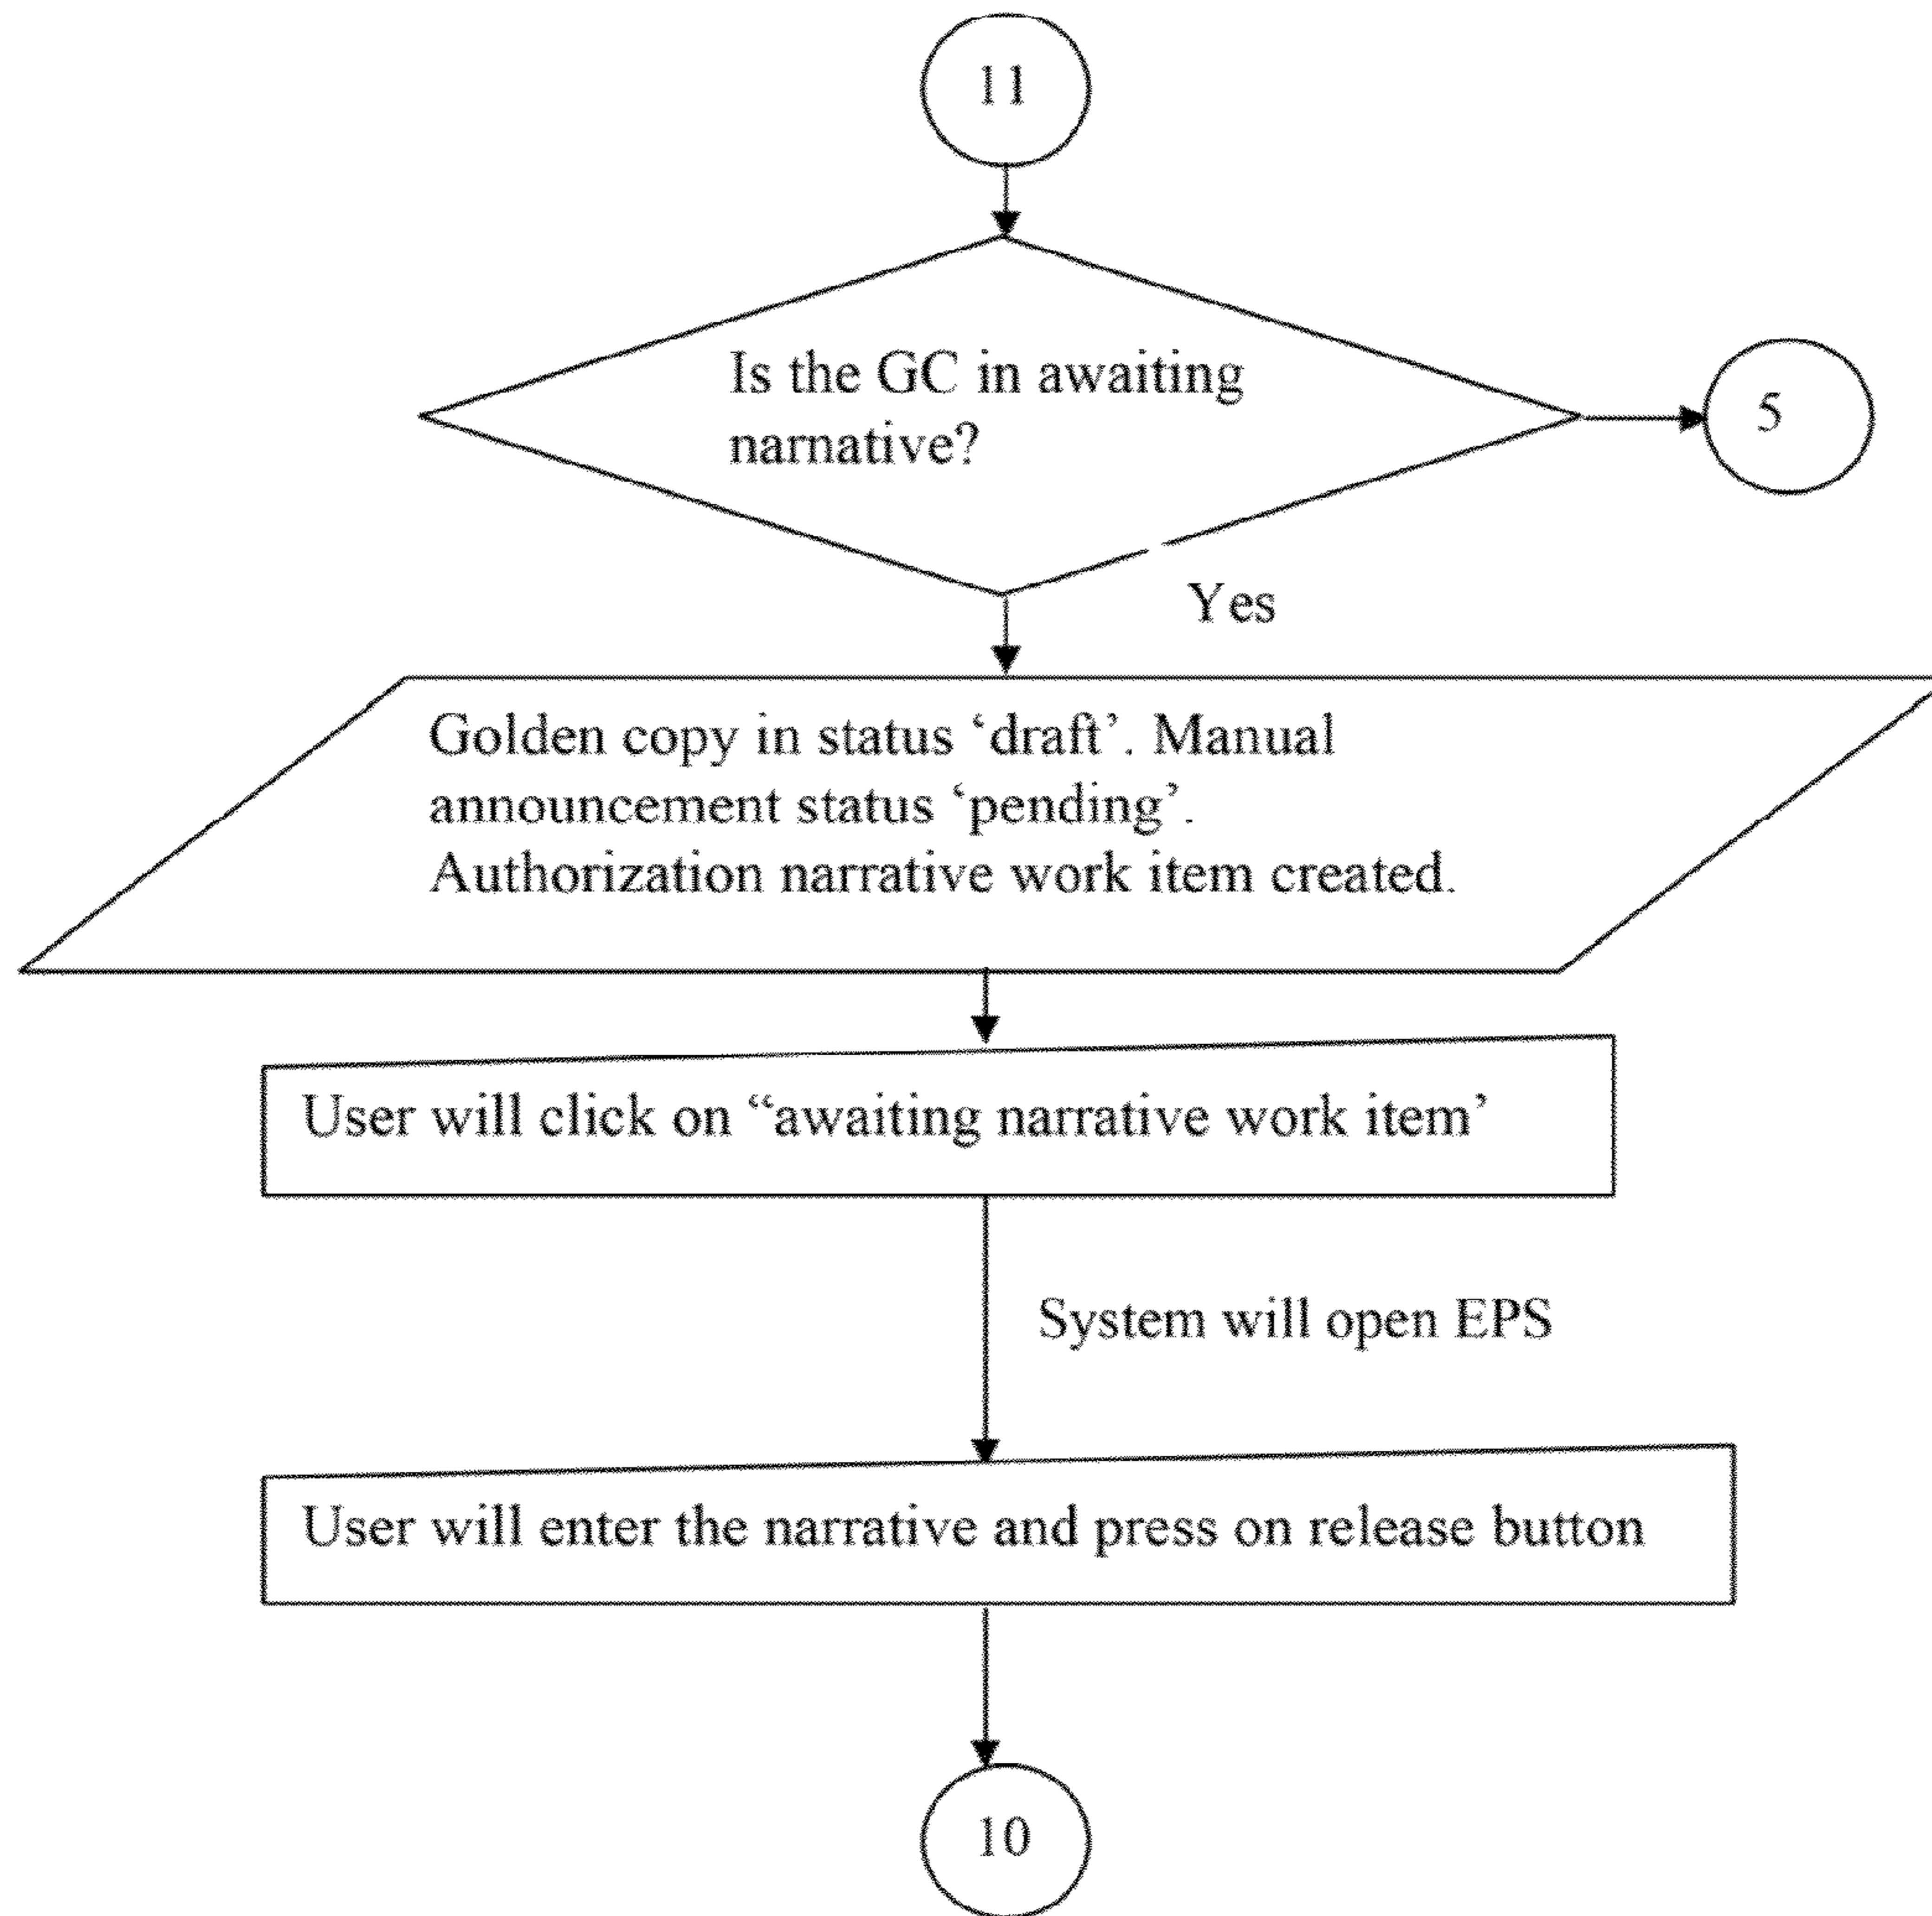 11
Is the GC in awaiting
narnative?
5
Yes
Golden copy in status ‘draft’. Manual
announcement status ‘pending’.
Authorization narrative work item created.
User will click on “awaiting narrative work item’
System will open EPS
User will enter the narrative and press on release button
10